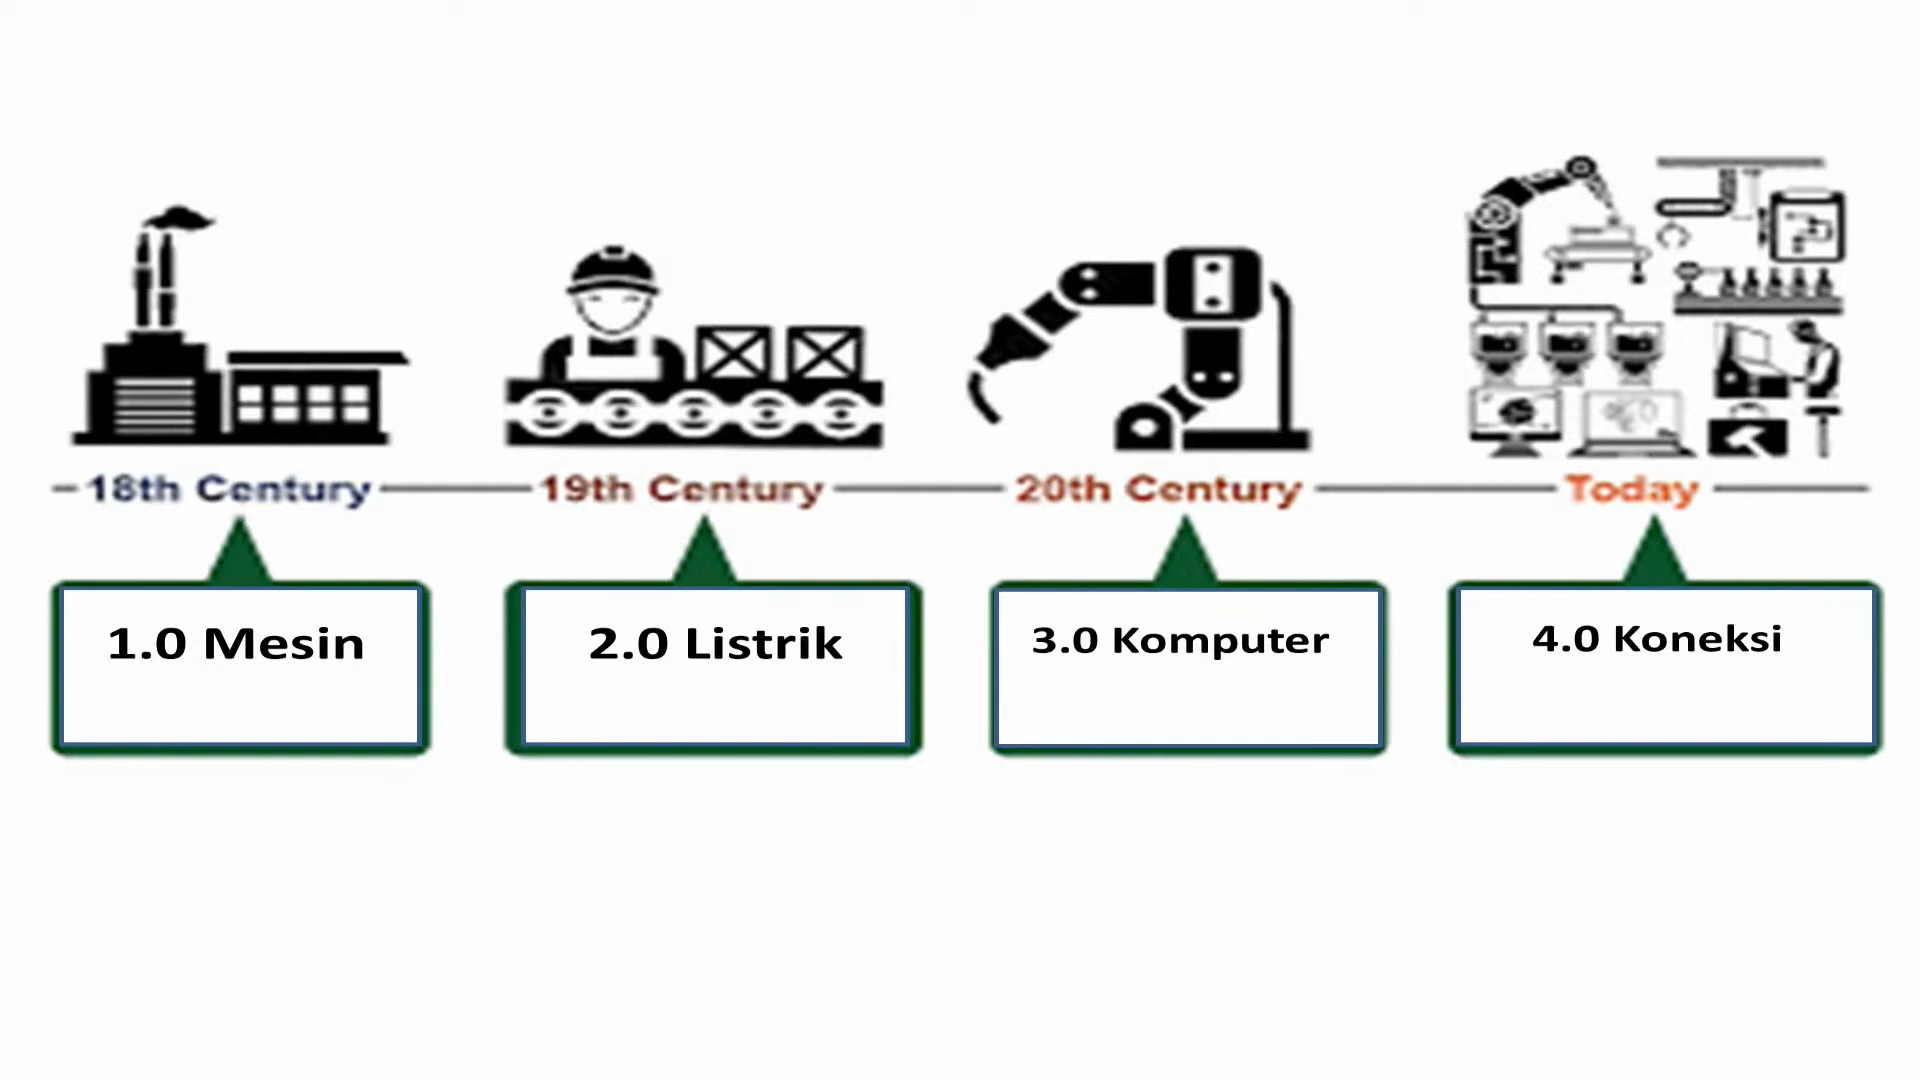 18th Century
19th Century
20th Century
Today
1.0 Mesin
2.0 Listrik
3.0 Komputer
4.0 Koneksi